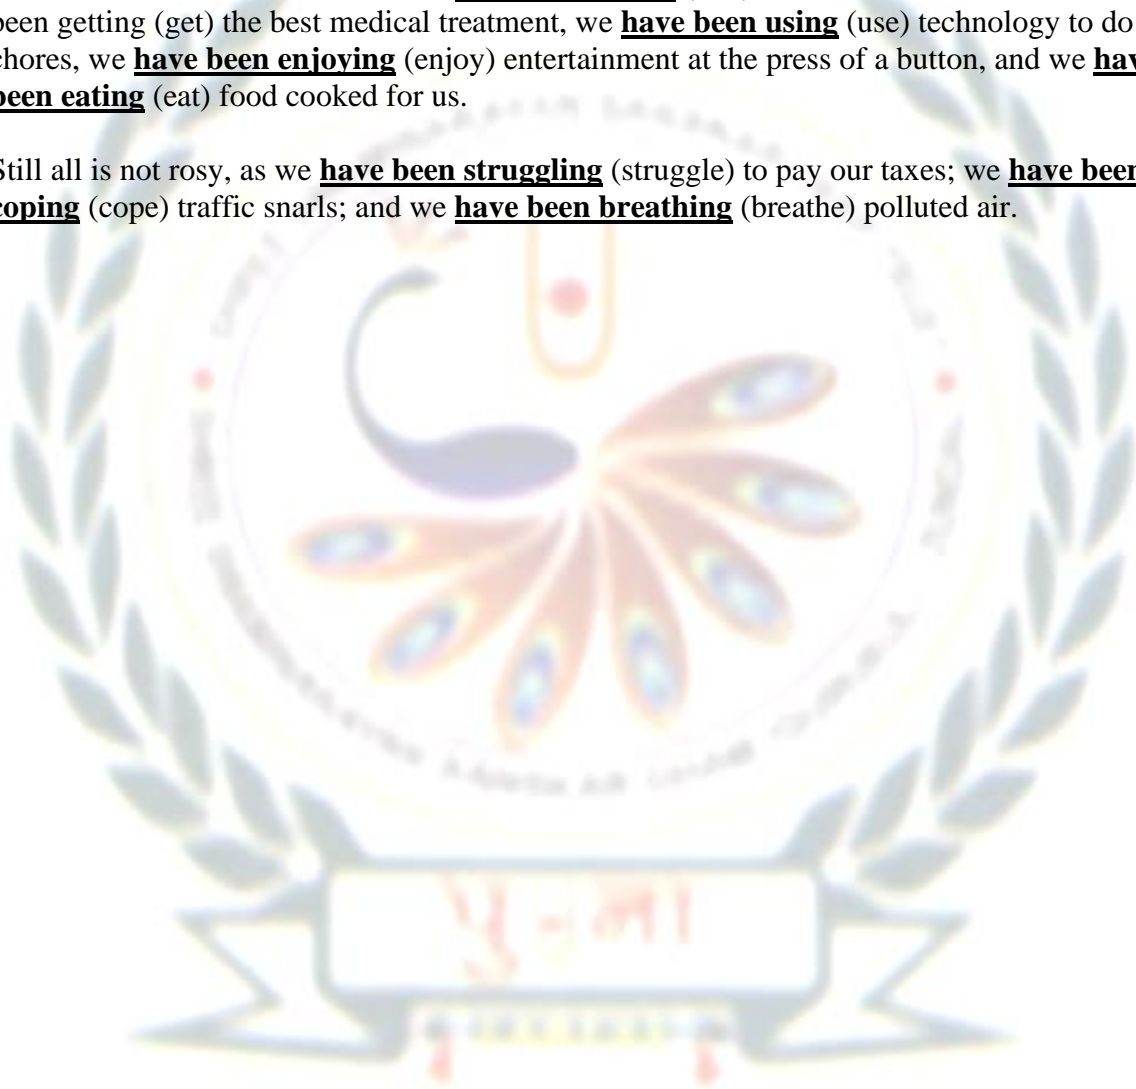 been getting (get) the best medical treatment, we have been using (use) technology to do
chores, we have been enjoying (enjoy) entertainment at the press of a button, and we
been eating (eat) food cooked for us.
Still all is not rosy, as we have been struggling (struggle) to pay our taxes; we have been
coping (cope) traffic snarls; and we have been breathing (breathe) polluted air.